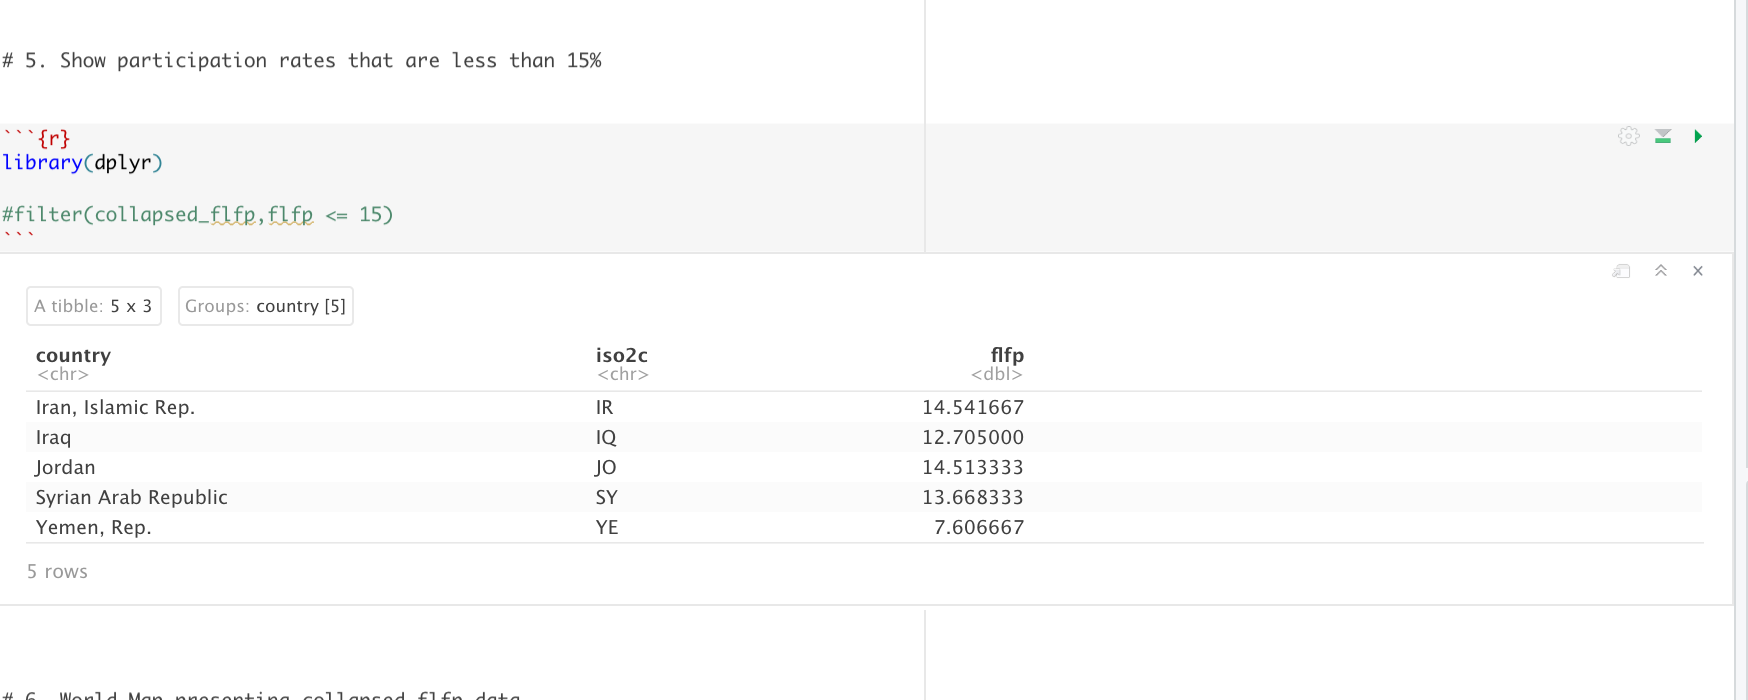 # 5. Show participation rates that are less than 15%
```{r}
library(dplyr)
#filter(collapsed_flfp,flfp <= 15)
```
A tibble: 5 x 3 Groups: country [5]
country iso2c flfp
<chr> <chr> <dbl>
Iran, Islamic Rep. IR 14.541667
Iraq IQ 12.705000
Jordan JO 14.513333
Syrian Arab Republic SY 13.668333
Yemen, Rep. YE 7.606667
5 rows
# 6. World Map presenting collapsed flfp data